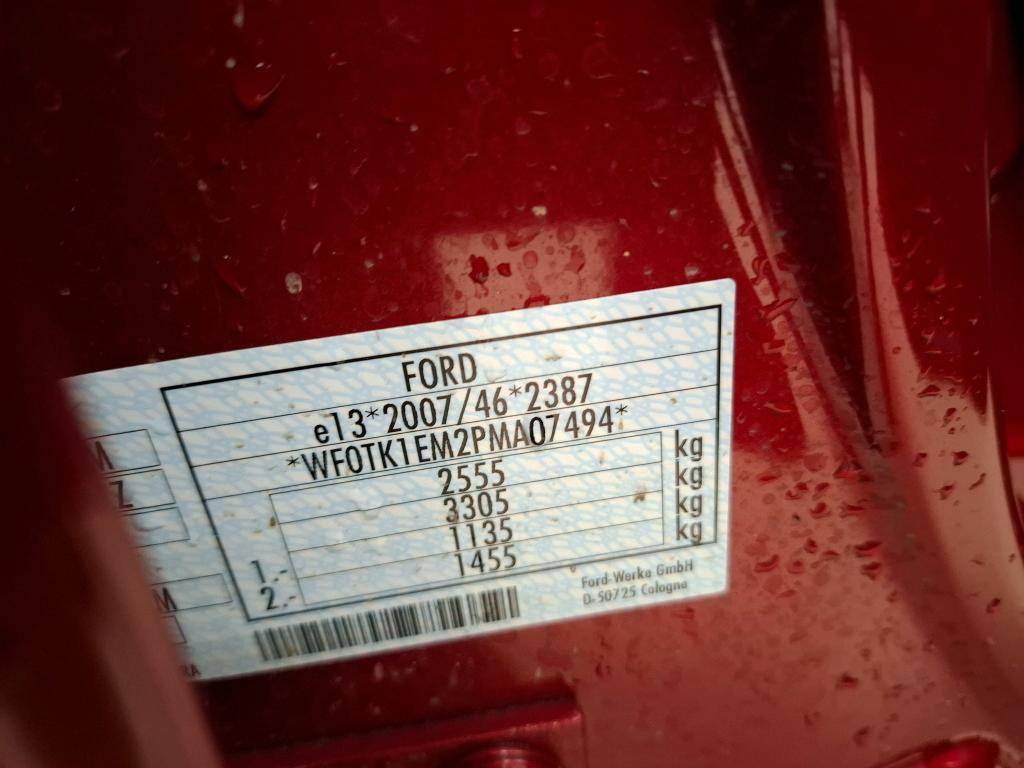 FORD
e13*2007/46*2387
*WF0TK1EM2PMA07494*
2555 kg
3305 kg
1.- 1135 kg
2.- 1455 kg
Ford-Werke GmbH
D-50725 Cologne
M
Z
M
RA